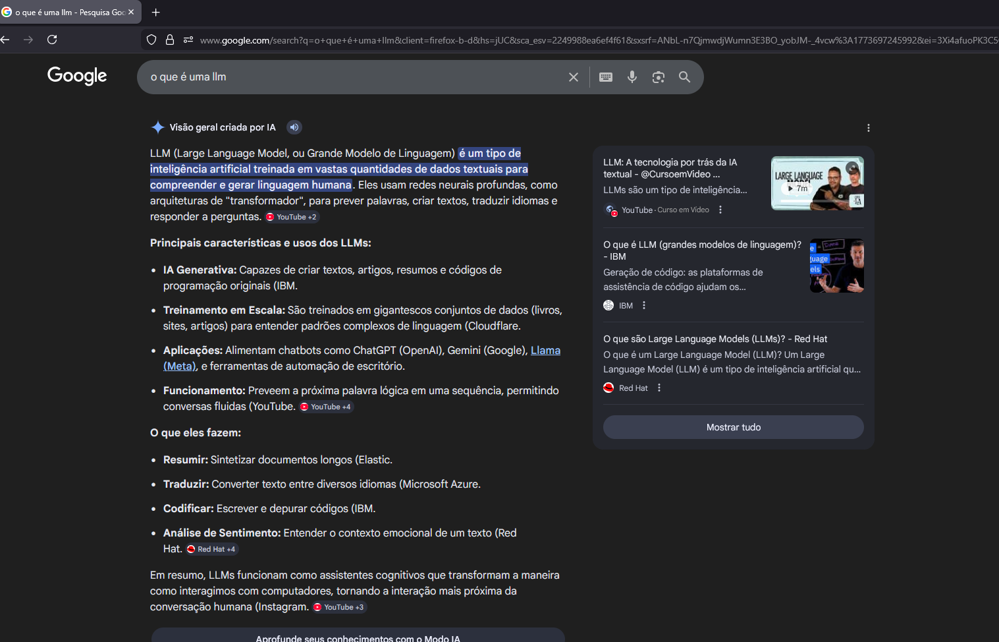 o que é uma llm - Pesquisa Goo
www.google.com/search?q=o+que+é+uma+llm&client=firefox-b-d&hs=jUC&sca_esv=2249988ea6ef4f61&sxsrf=ANbL-n7QjmwdjWumn3E3BO_yobJM-_4vcw%3A1773697245992&ei=3Xi4afuoPK3C5
Google
o que é uma llm
Visão geral criada por IA
LLM (Large Language Model, ou Grande Modelo de Linguagem) é um tipo de
inteligência artificial treinada em vastas quantidades de dados textuais para
compreender e gerar linguagem humana. Eles usam redes neurais profundas, como
arquiteturas de "transformador", para prever palavras, criar textos, traduzir idiomas e
responder a perguntas. YouTube +2
Principais características e usos dos LLMs:
• IA Generativa: Capazes de criar textos, artigos, resumos e códigos de
programação originais (IBM.
• Treinamento em Escala: São treinados em gigantescos conjuntos de dados (livros,
sites, artigos) para entender padrões complexos de linguagem (Cloudflare.
• Aplicações: Alimentam chatbots como ChatGPT (OpenAI), Gemini (Google), Llama
(Meta), e ferramentas de automação de escritório.
• Funcionamento: Preveem a próxima palavra lógica em uma sequência, permitindo
conversas fluidas (YouTube. YouTube +4
O que eles fazem:
• Resumir: Sintetizar documentos longos (Elastic.
• Traduzir: Converter texto entre diversos idiomas (Microsoft Azure.
• Codificar: Escrever e depurar códigos (IBM.
• Análise de Sentimento: Entender o contexto emocional de um texto (Red
Hat. Red Hat +4
Em resumo, LLMs funcionam como assistentes cognitivos que transformam a maneira
como interagimos com computadores, tornando a interação mais próxima da
conversação humana (Instagram. YouTube +3
Aprofunde seus conhecimentos com o Modo IA
LLM: A tecnologia por trás da IA
textual - @CursoemVideo ...
LLMs são um tipo de inteligência...
YouTube · Curso em Vídeo
LARGE LANGUAGE
MODEL
7m
O que é LLM (grandes modelos de linguagem)?
- IBM
Geração de código: as plataformas de
assistência de código ajudam os...
IBM
O que são Large Language Models (LLMs)? - Red Hat
O que é um Large Language Model (LLM)? Um Large
Language Model (LLM) é um tipo de inteligência artificial qu...
Red Hat
Mostrar tudo